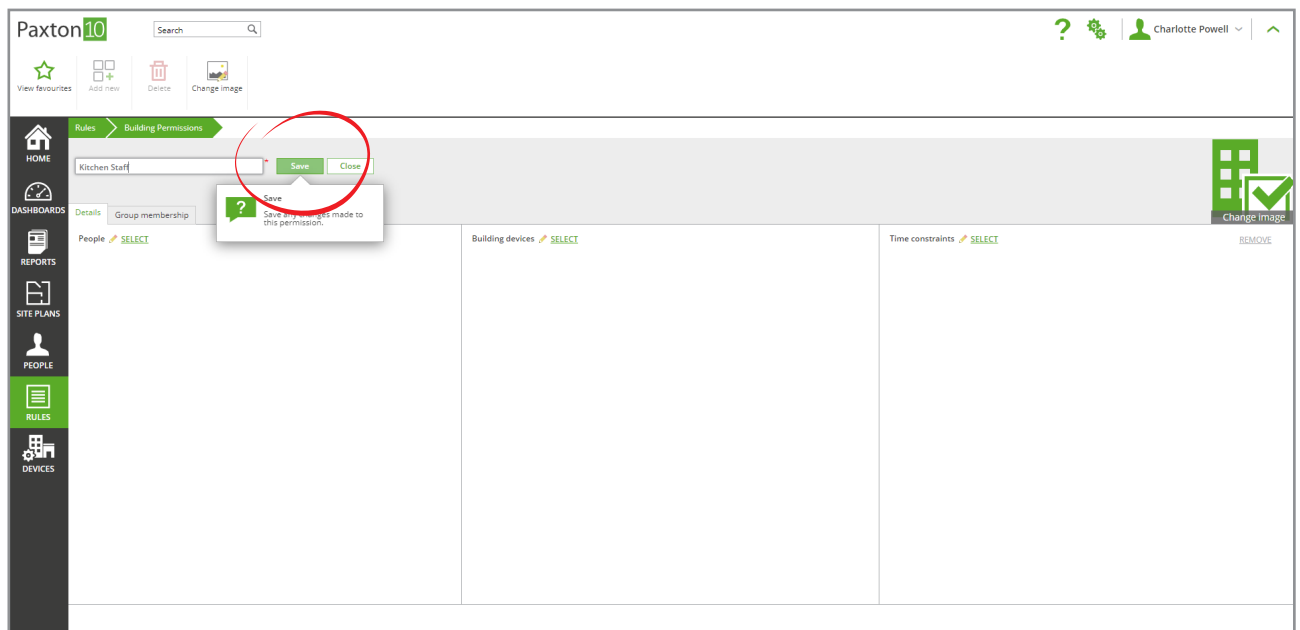 Paxton 10
Search
Charlotte Powell
View favourites
Add new
Delete
Change image
Rules
Building Permissions
HOME
Kitchen Staff
*
Save
Close
Save
Save any changes made to
this permission.
Change image
DASHBOARDS
Details
Group membership
People
SELECT
Building devices
SELECT
Time constraints
SELECT
REMOVE
REPORTS
SITE PLANS
PEOPLE
RULES
DEVICES